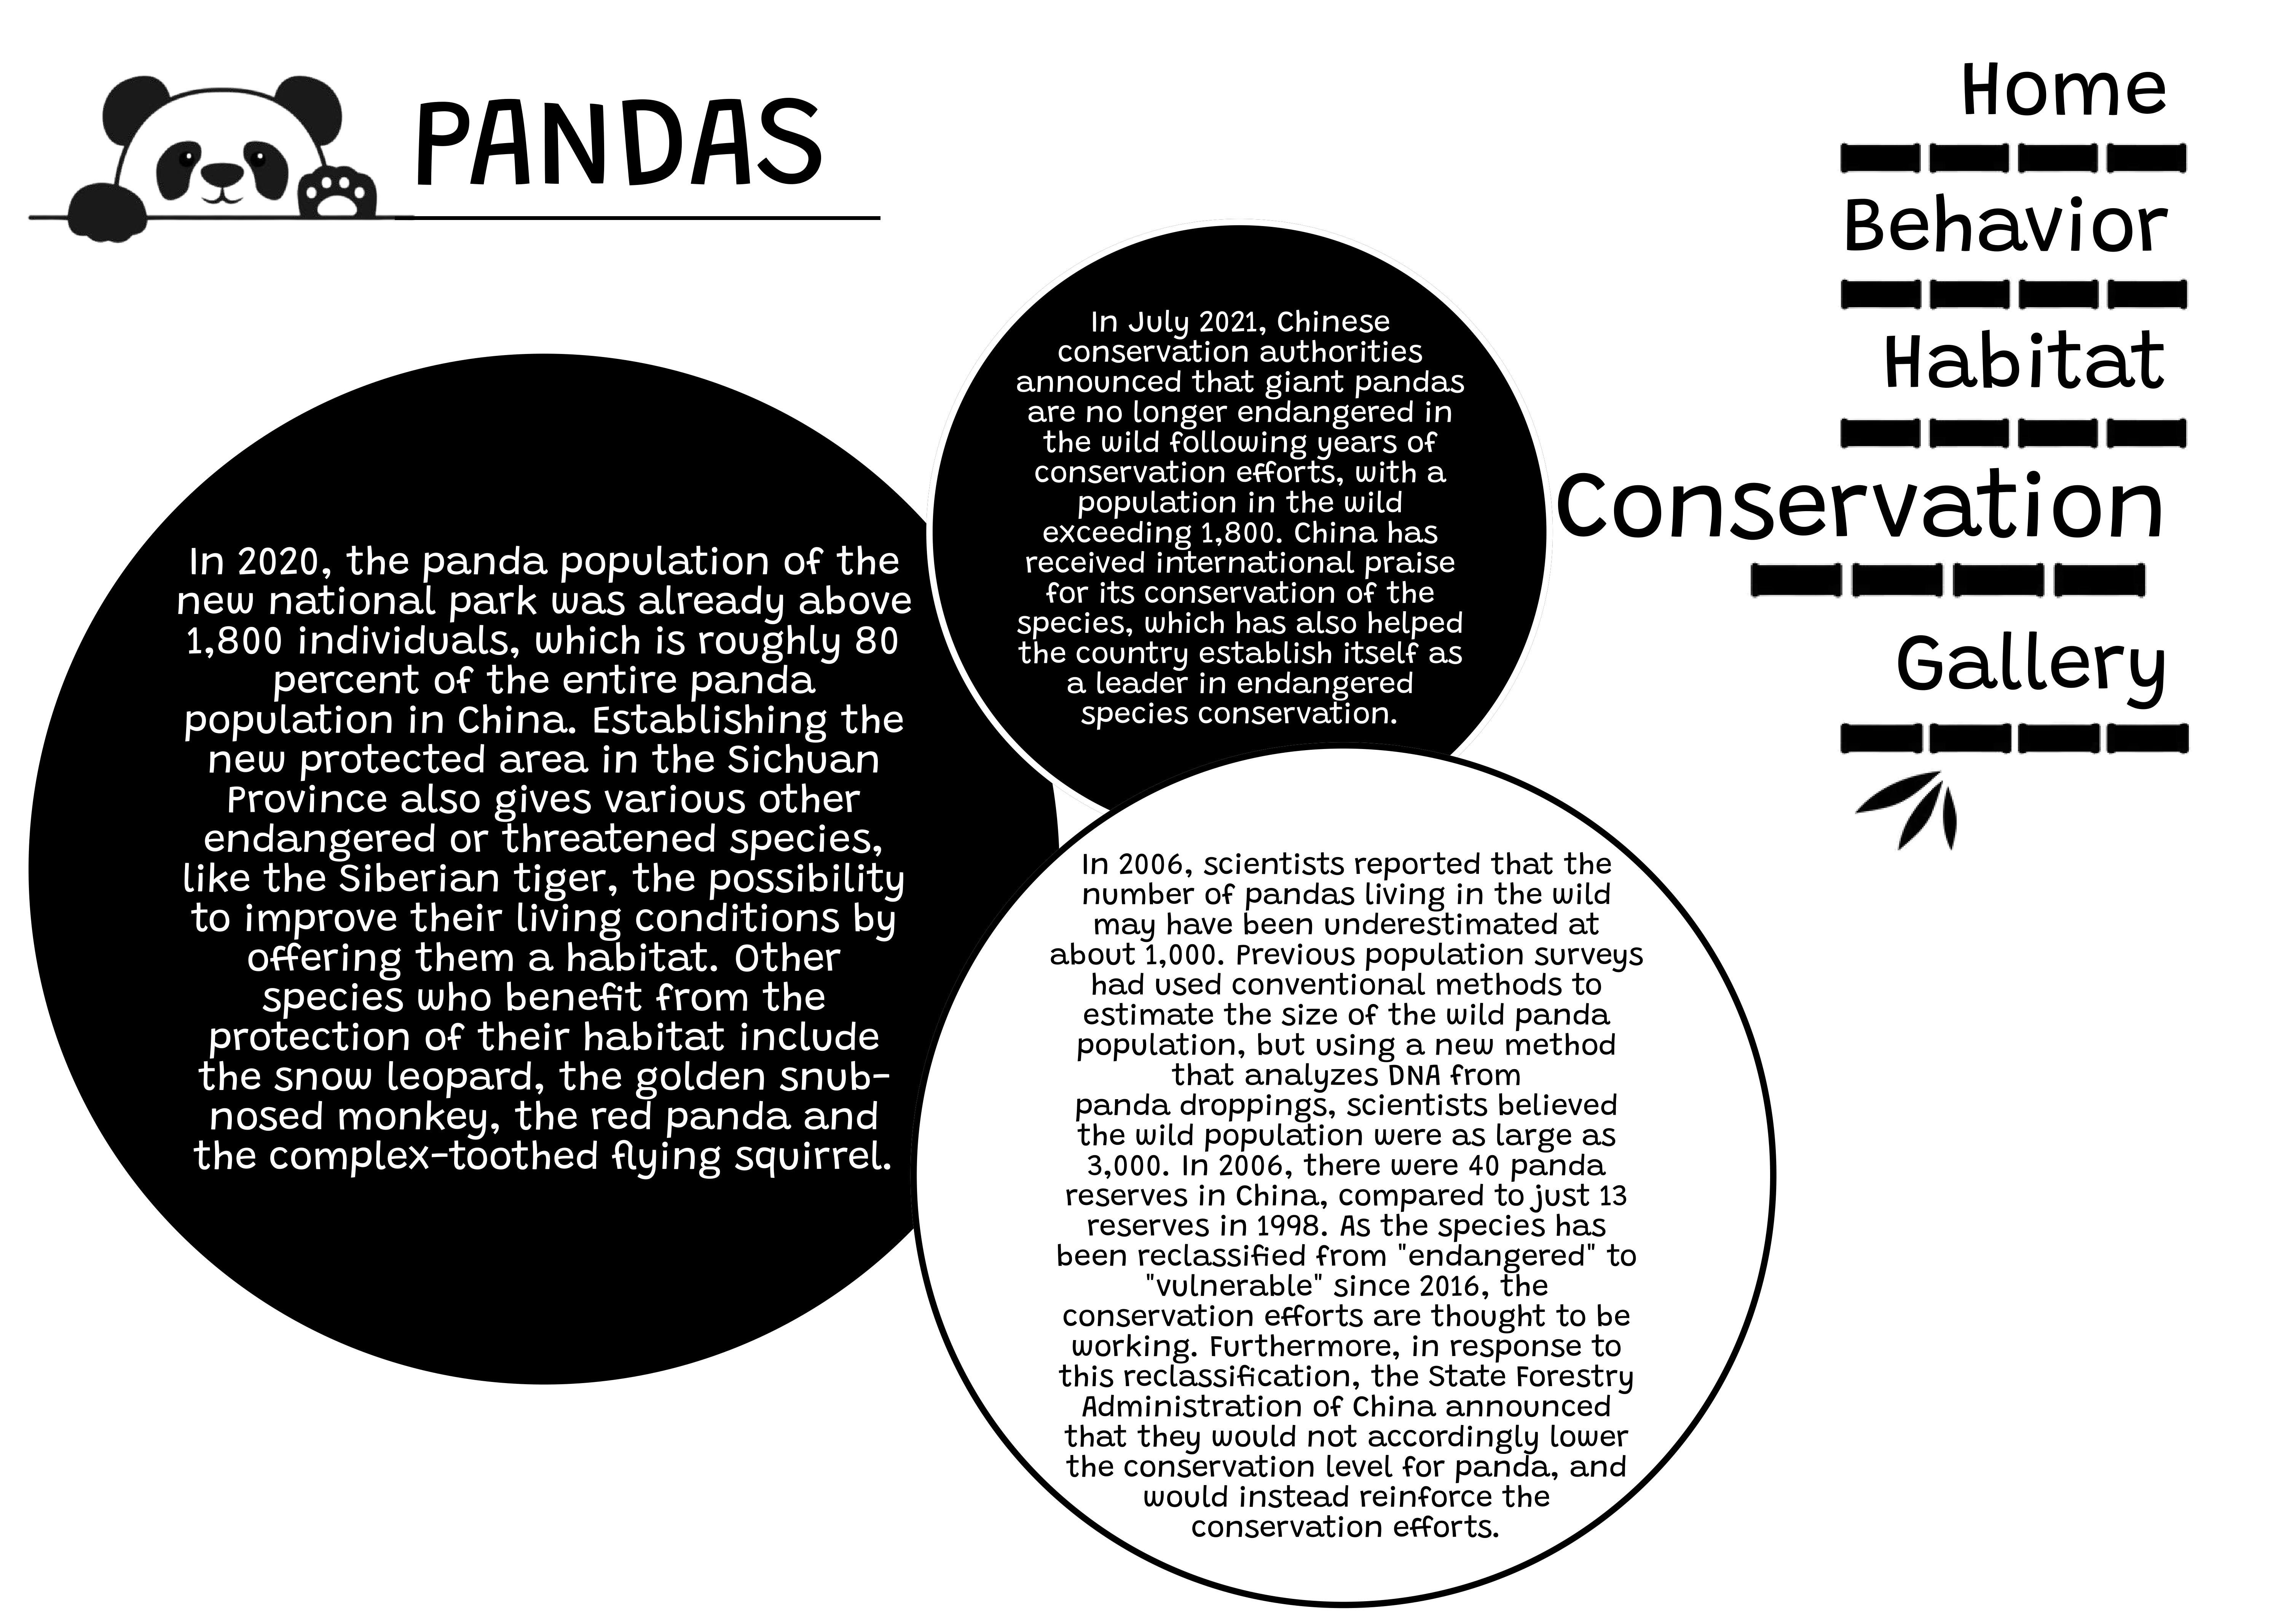 PANDAS
Home
Behavior
Habitat
Conservation
Gallery
In July 2021, Chinese
conservation authorities
announced that giant pandas
are no longer endangered in
the wild following years of
conservation efforts, with a
population in the wild
exceeding 1,800. China has
received international praise
for its conservation of the
species, which has also helped
the country establish itself as
a leader in endangered
species conservation.
In 2020, the panda population of the
new national park was already above
1,800 individuals, which is roughly 80
percent of the entire panda
population in China. Establishing the
new protected area in the Sichuan
Province also gives various other
endangered or threatened species,
like the Siberian tiger, the possibility
to improve their living conditions by
offering them a habitat. Other
species who benefit from the
protection of their habitat include
the snow leopard, the golden snub-
nosed monkey, the red panda and
the complex-toothed flying squirrel.
In 2006, scientists reported that the
number of pandas living in the wild
may have been underestimated at
about 1,000. Previous population surveys
had used conventional methods to
estimate the size of the wild panda
population, but using a new method
that analyzes DNA from
panda droppings, scientists believed
the wild population were as large as
3,000. In 2006, there were 40 panda
reserves in China, compared to just 13
reserves in 1998. As the species has
been reclassified from "endangered" to
"vulnerable" since 2016, the
conservation efforts are thought to be
working. Furthermore, in response to
this reclassification, the State Forestry
Administration of China announced
that they would not accordingly lower
the conservation level for panda, and
would instead reinforce the
conservation efforts.